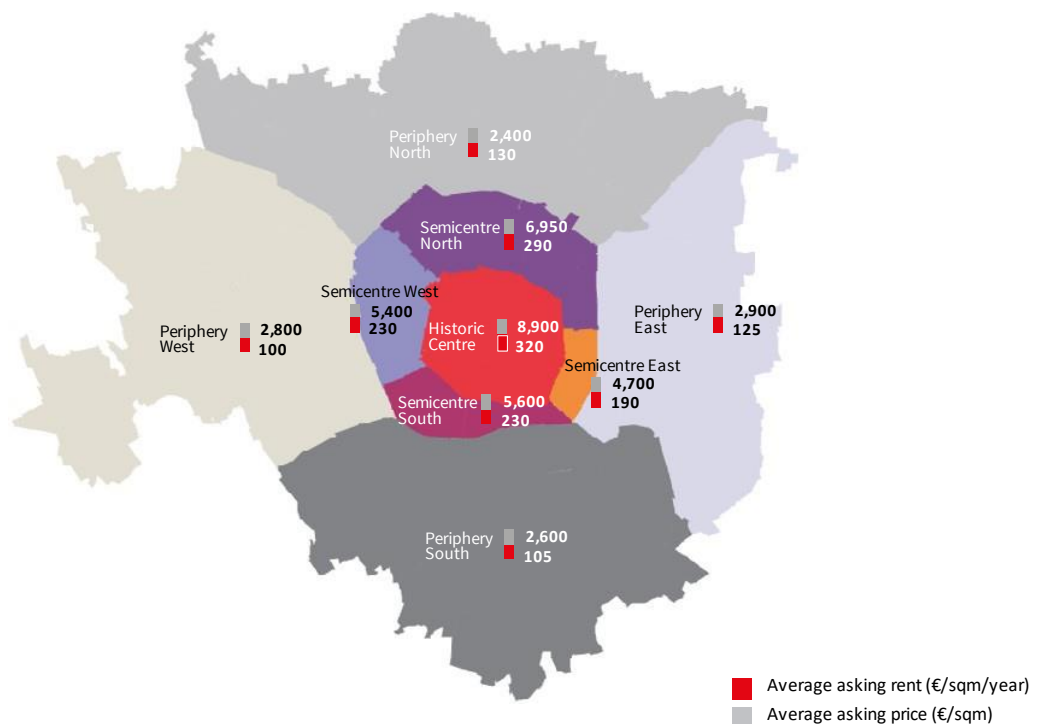 Periphery North
2,400
130
Semicentre North
6,950
290
Semicentre West
5,400
230
Periphery West
2,800
100
Historic Centre
8,900
320
Periphery East
2,900
125
Semicentre East
4,700
190
Semicentre South
5,600
230
Periphery South
2,600
105
Average asking rent (€/sqm/year)
Average asking price (€/sqm)